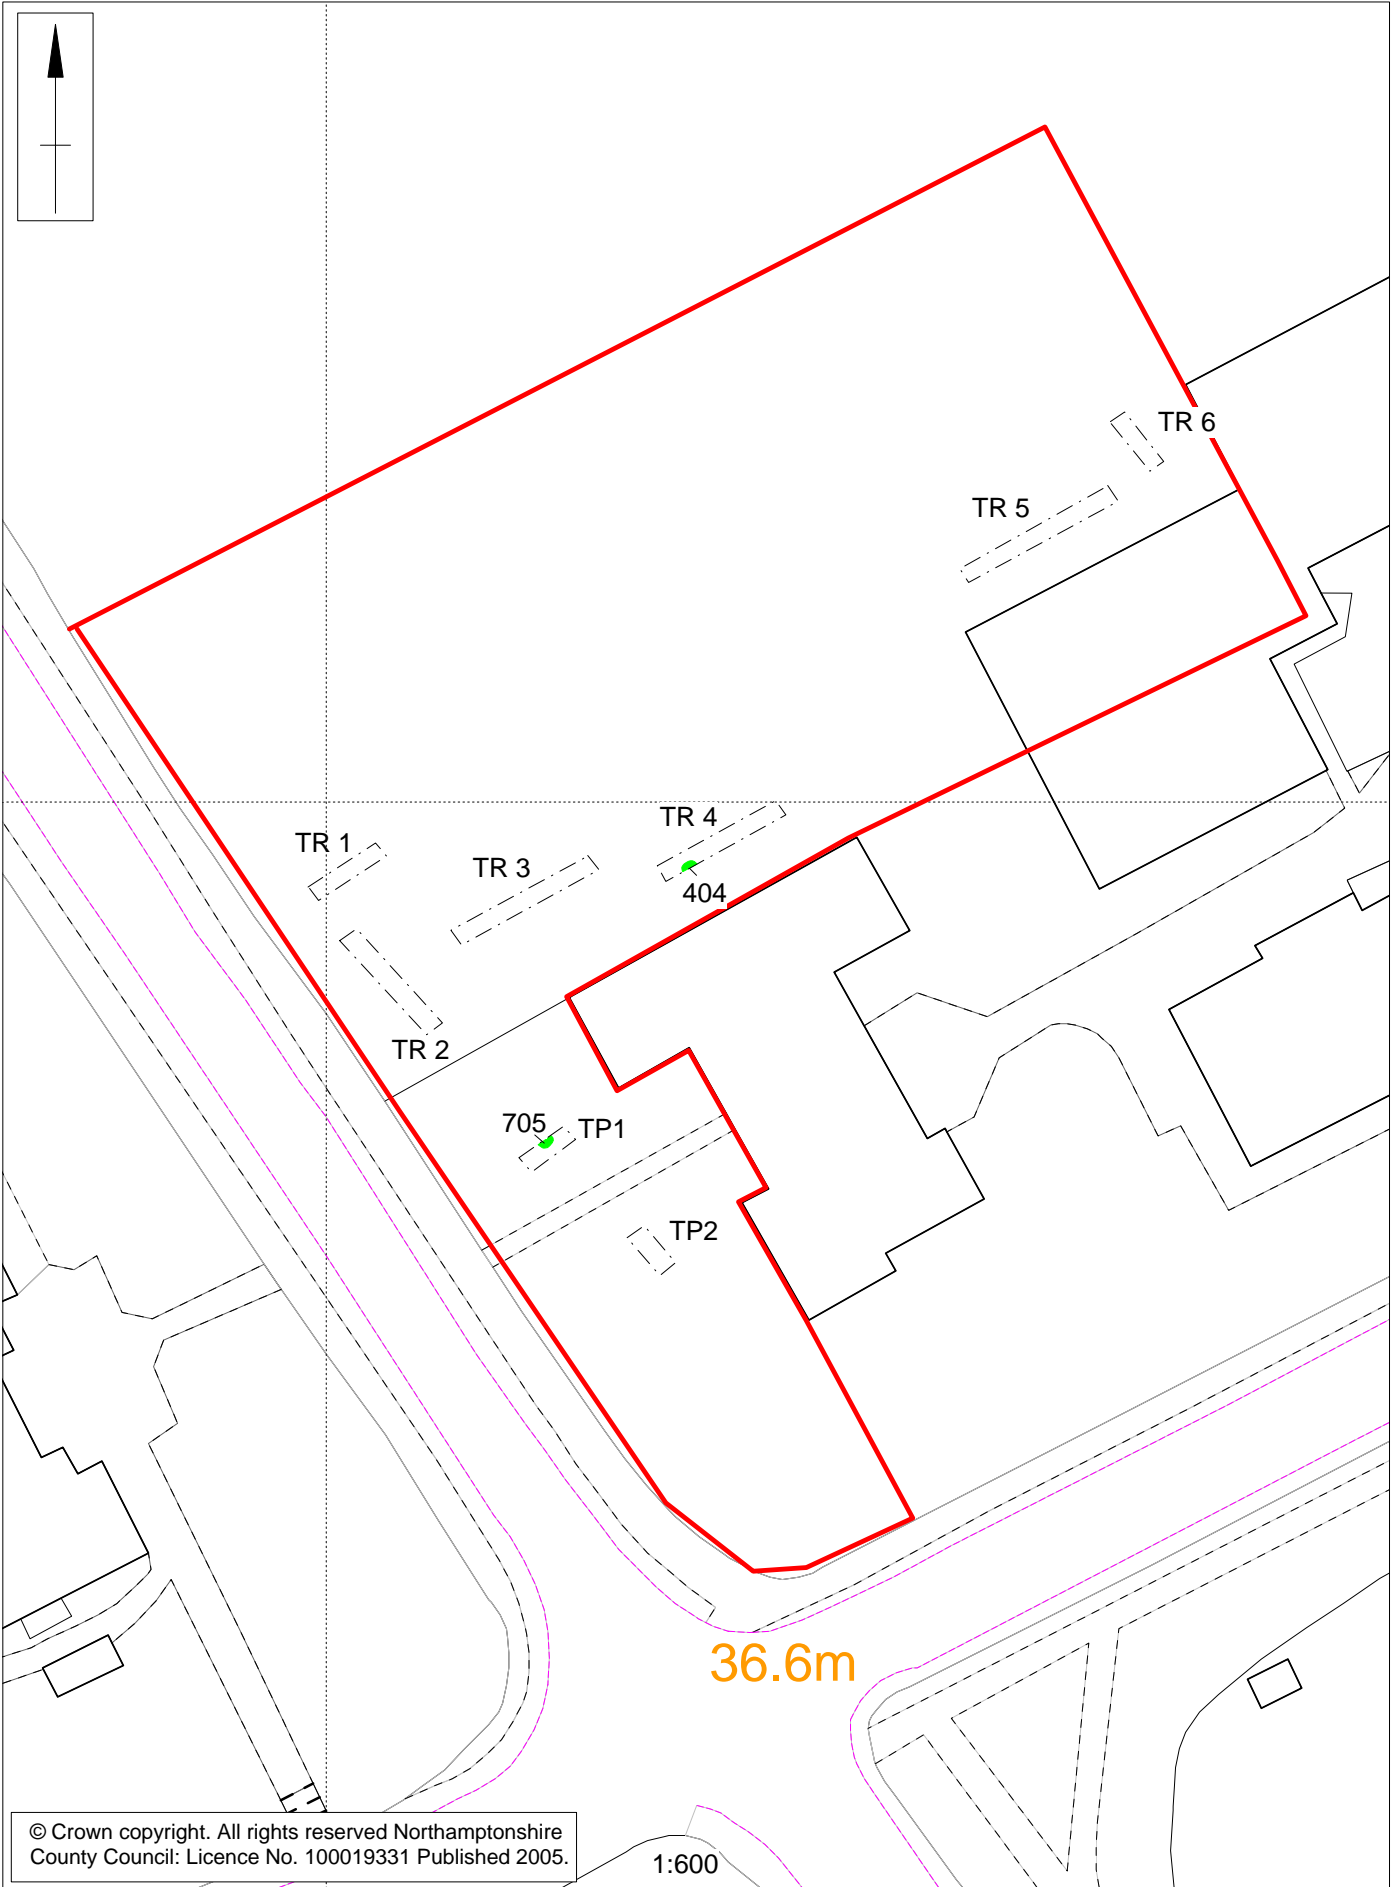 TR 6
TR 5
TR 4
TR 1
TR 3
404
TR 2
705
TP1
TP2
36.6m
© Crown copyright. All rights reserved Northamptonshire
County Council: Licence No. 100019331 Published 2005.
1:600